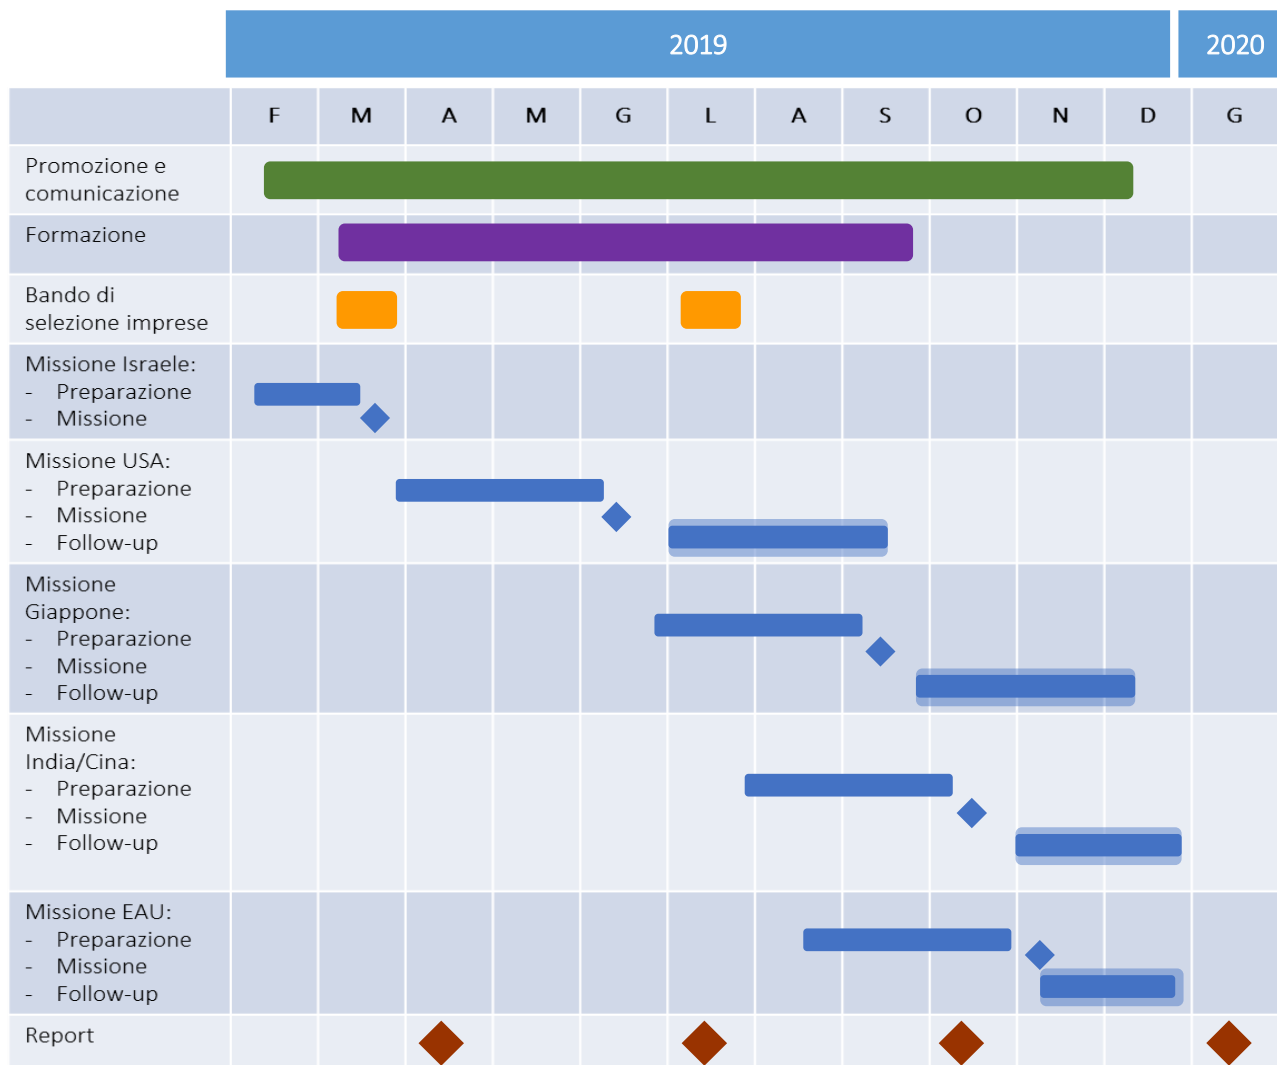 2019 2020
F M A M G L A S O N D G
Promozione e
comunicazione
Formazione
Bando di
selezione imprese
Missione Israele:
- Preparazione
- Missione
Missione USA:
- Preparazione
- Missione
- Follow-up
Missione
Giappone:
- Preparazione
- Missione
- Follow-up
Missione
India/Cina:
- Preparazione
- Missione
- Follow-up
Missione EAU:
- Preparazione
- Missione
- Follow-up
Report